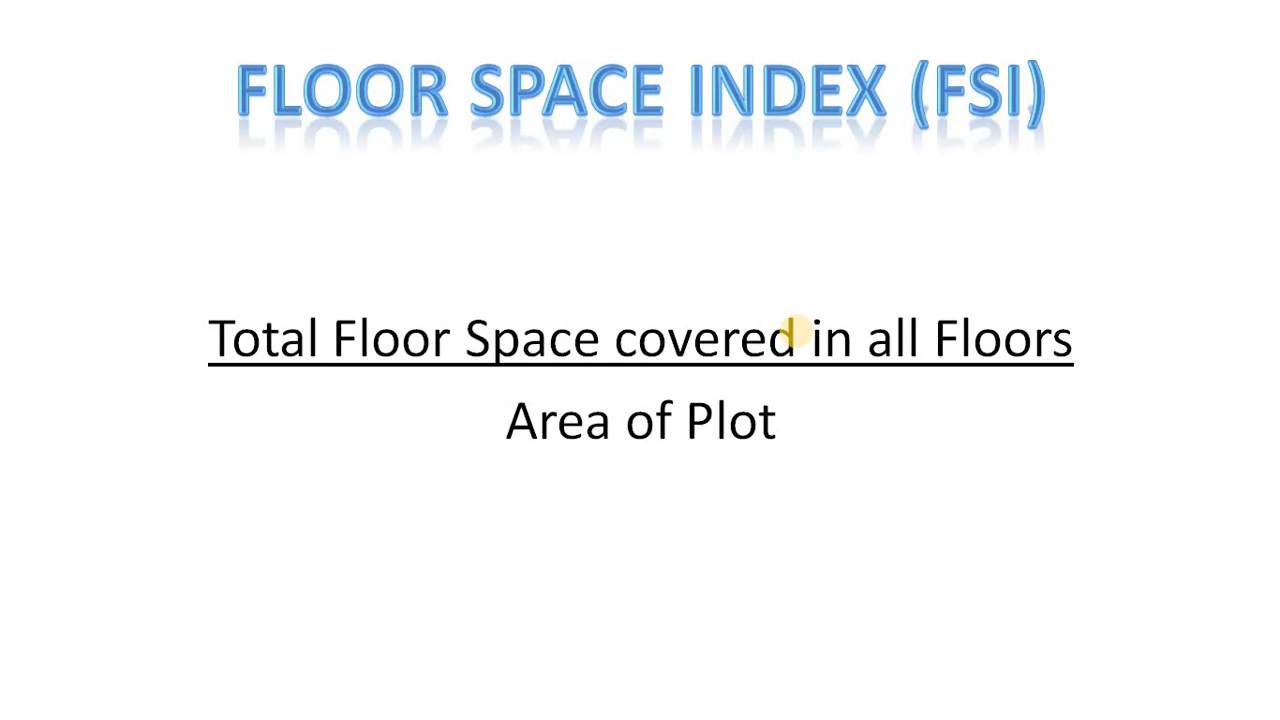 FLOOR SPACE INDEX (FSI)
Total Floor Space covered in all Floors
Area of Plot